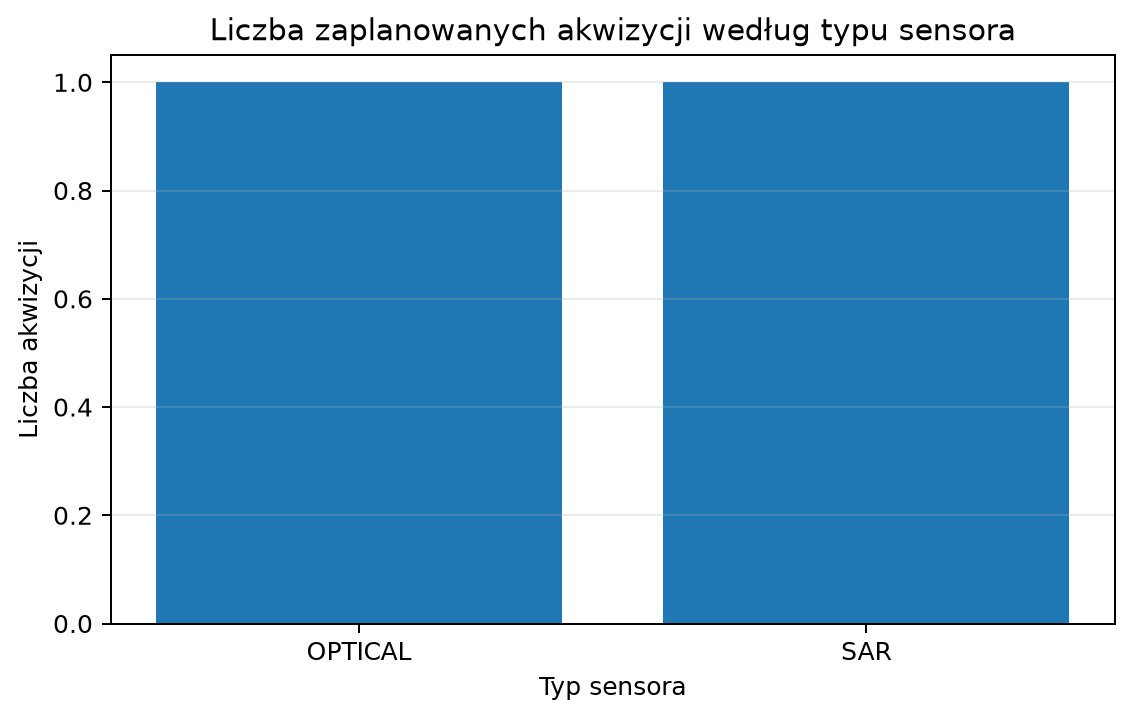 Liczba zaplanowanych akwizycji według typu sensora
Liczba akwizycji
1.0
0.8
0.6
0.4
0.2
0.0
OPTICAL
SAR
Typ sensora